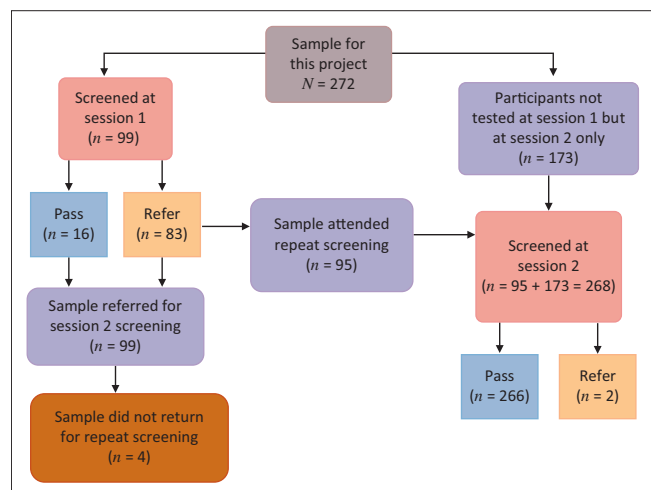 Sample for
this project
N = 272
Screened at
session 1
(n = 99)
Participants not
tested at session 1 but
at session 2 only
(n = 173)
Pass
(n = 16)
Refer
(n = 83)
Sample attended
repeat screening
(n = 95)
Screened at
session 2
(n = 95 + 173 = 268)
Sample referred for
session 2 screening
(n = 99)
Pass
(n = 266)
Refer
(n = 2)
Sample did not return
for repeat screening
(n = 4)